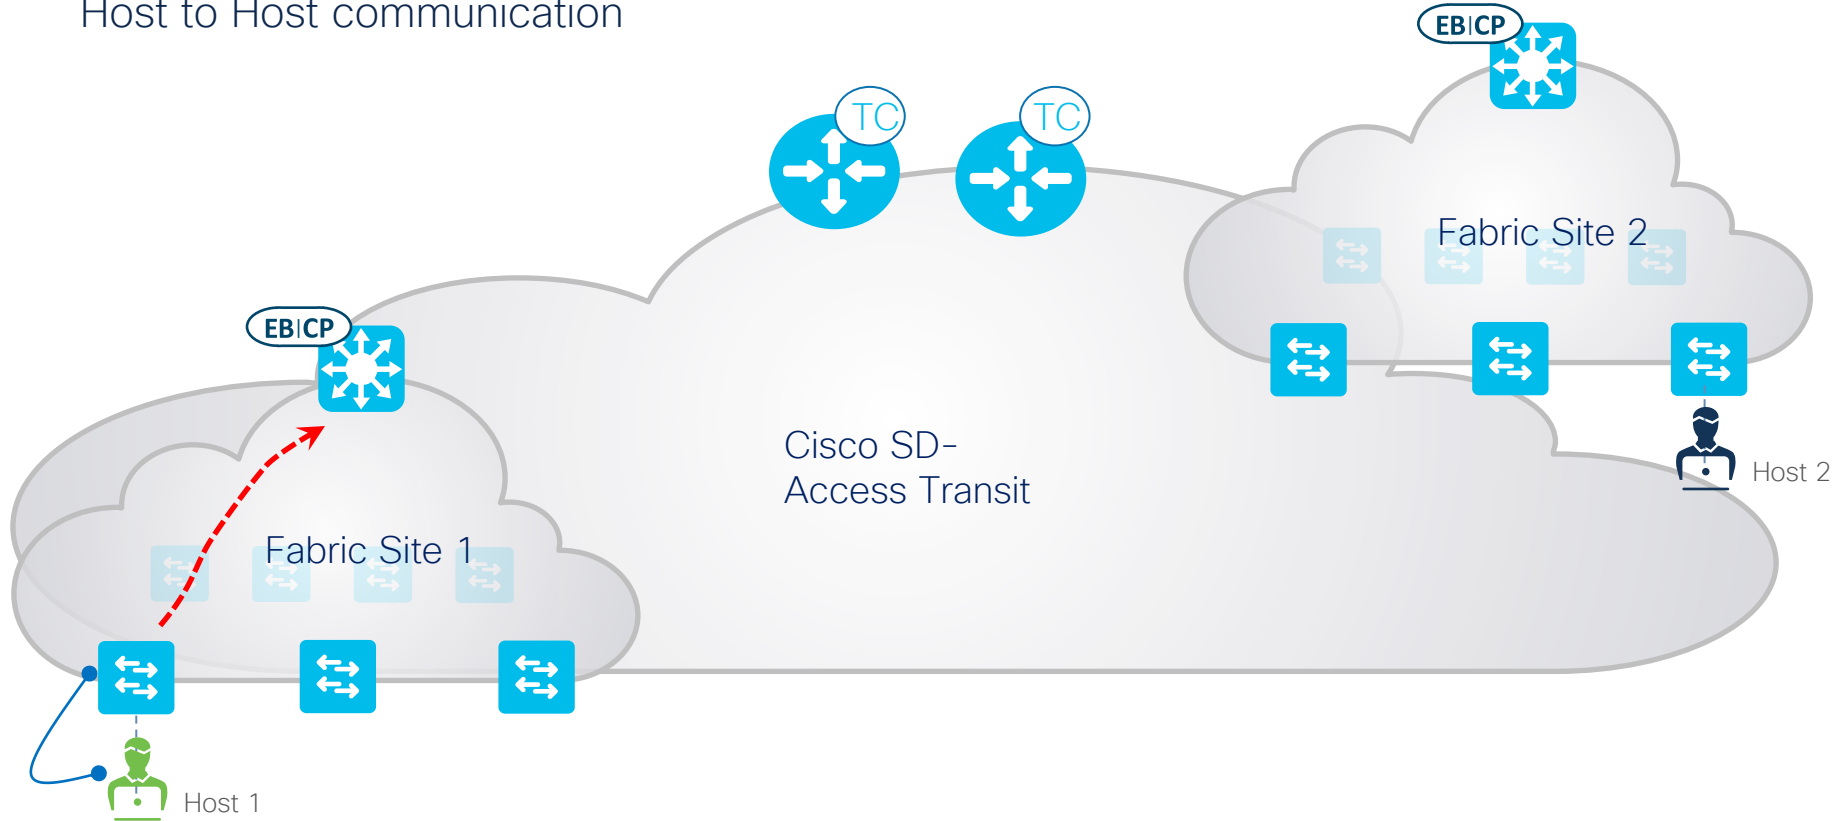 Host to Host communication
EB|CP
TC
TC
Fabric Site 2
EB|CP
Cisco SD-
Access Transit
Host 2
Fabric Site 1
Host 1